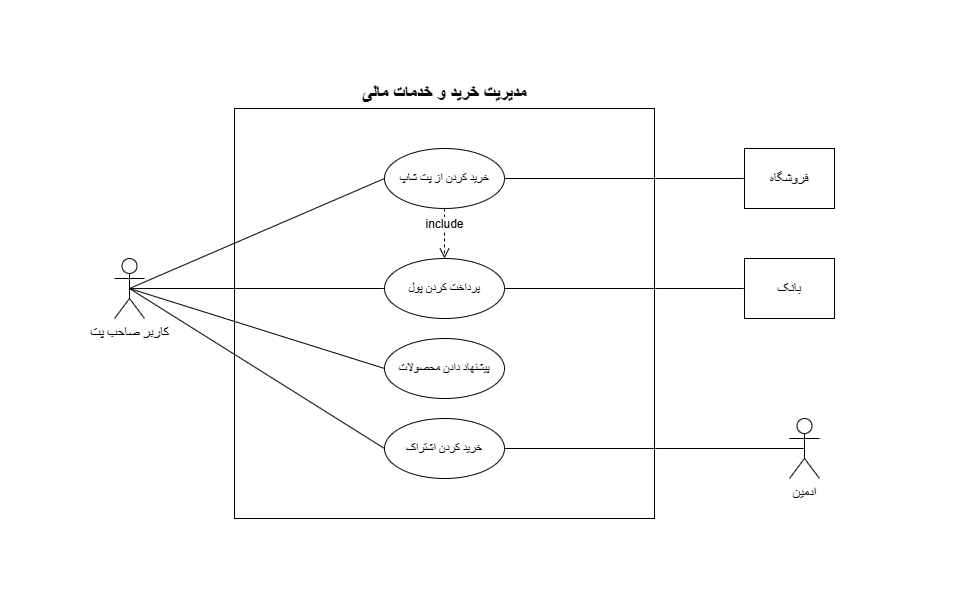 مدیریت خرید و خدمات مالی
خرید کردن از پت شاپ
فروشگاه
include
پرداخت کردن پول
بانک
کاربر صاحب پت
پیشنهاد دادن محصولات
خرید کردن اشتراک
ادمین